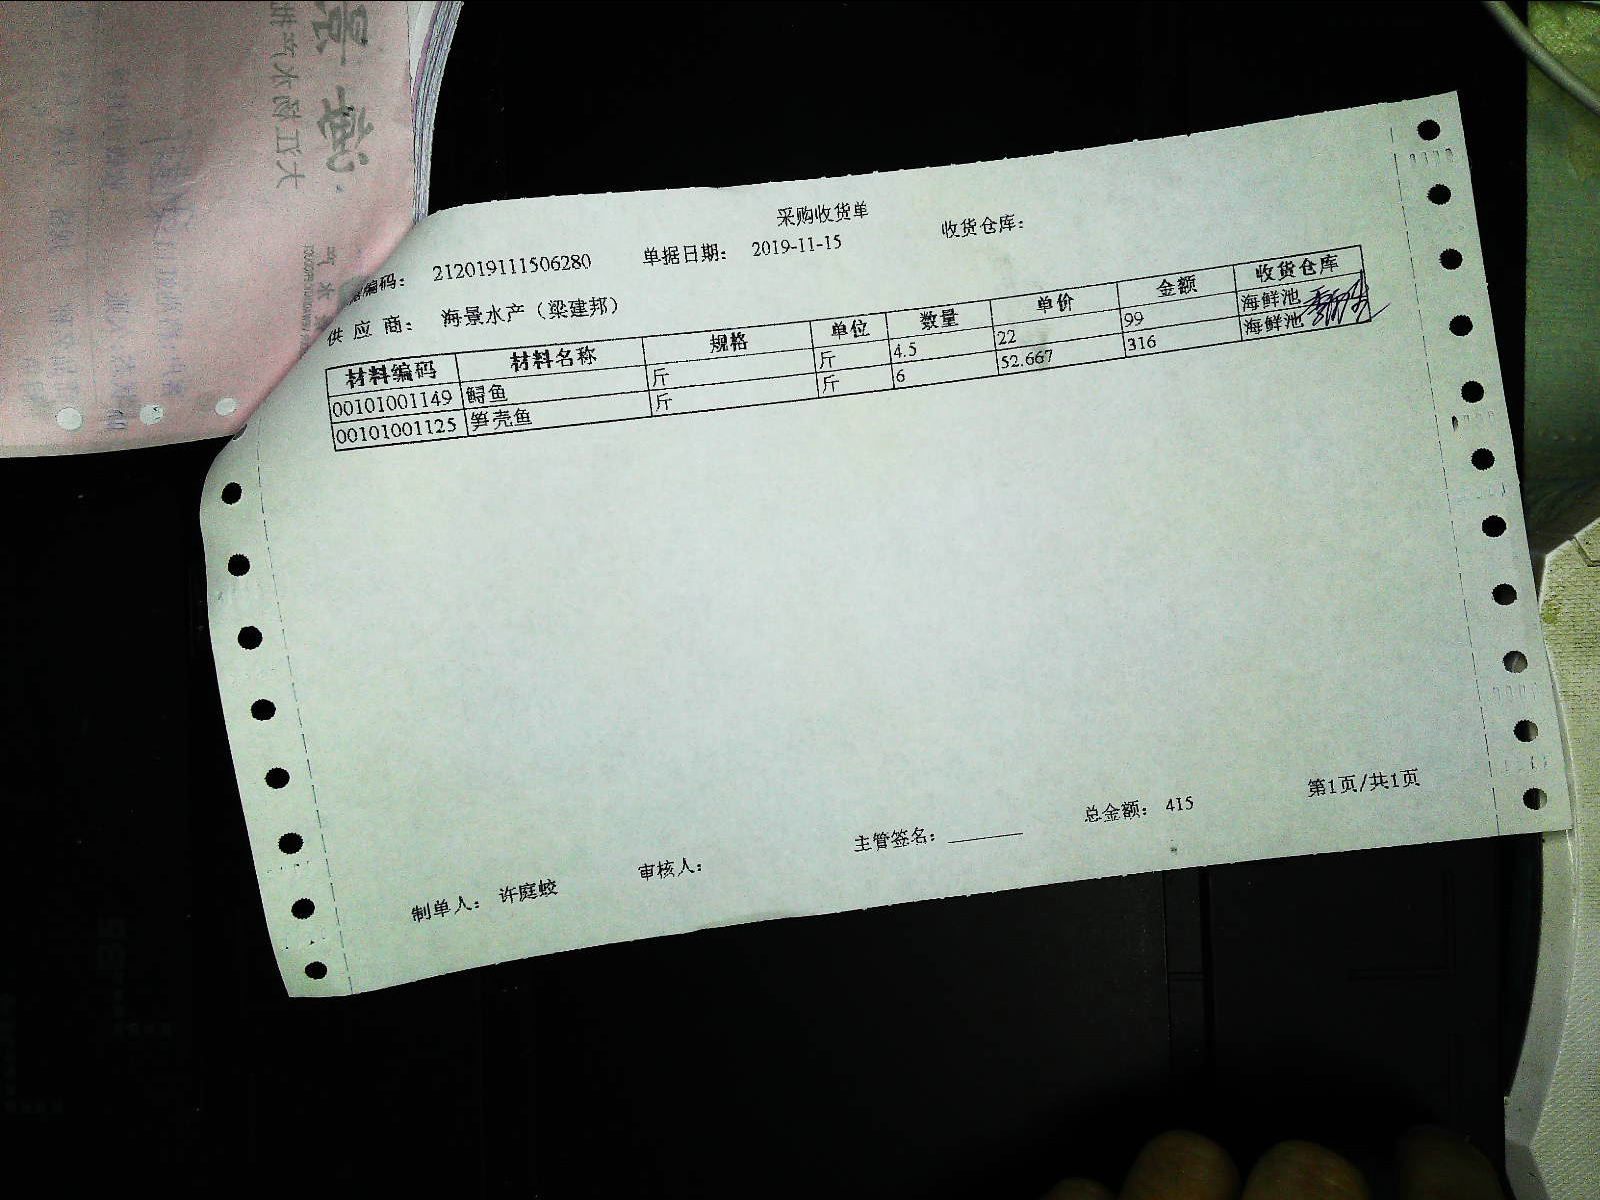 采购收货单
编码： 212019111506280 单据日期： 2019-11-15 收货仓库：
供 应 商： 海景水产（梁建邦）
材料编码 材料名称 规格 单位 数量 单价 金额 收货仓库
00101001149 鲟鱼 斤 斤 4.5 22 99 海鲜池
00101001125 笋壳鱼 斤 斤 6 52.667 316 海鲜池
制单人： 许庭蛟 审核人： 主管签名： 总金额： 415 第1页/共1页